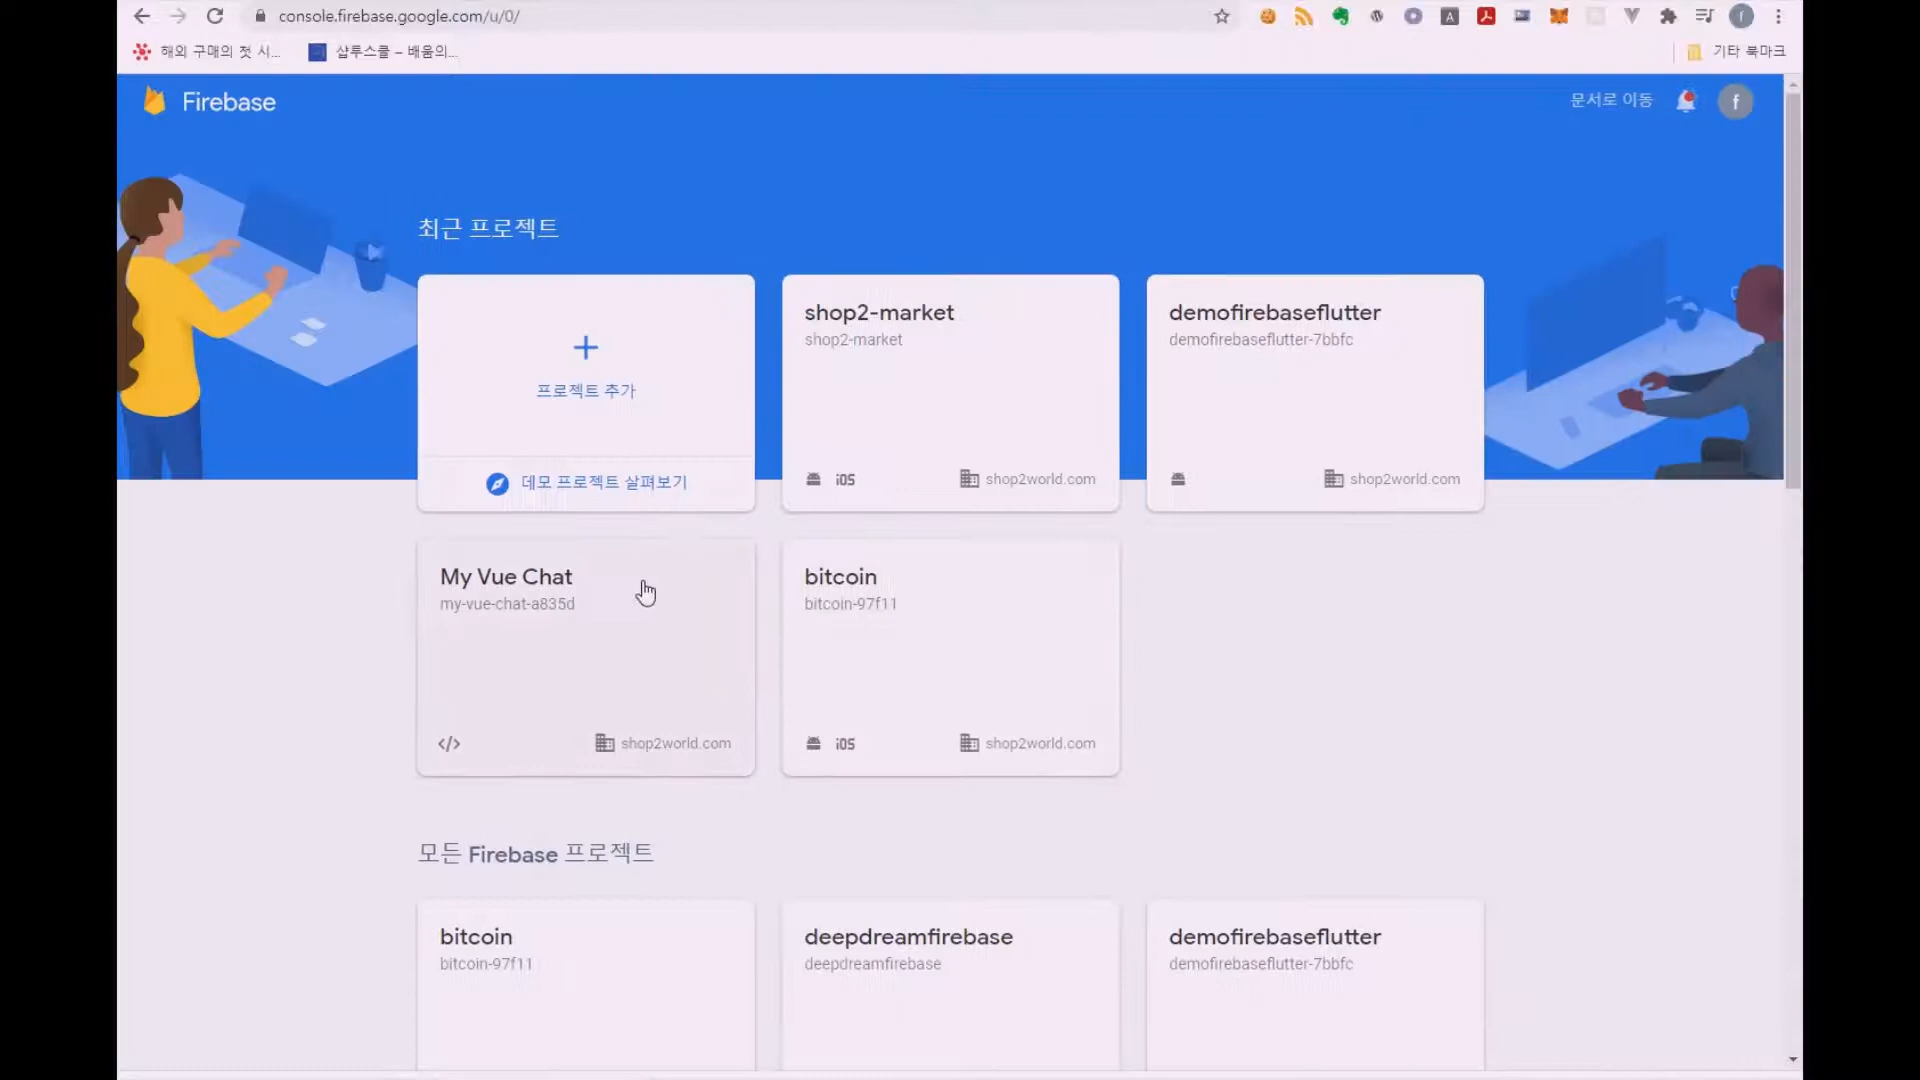 console.firebase.google.com/u/0/
해외 구매의 첫 시...
샵투스쿨 – 배움의...
기타 북마크
Firebase
문서로 이동
f
최근 프로젝트
프로젝트 추가
데모 프로젝트 살펴보기
shop2-market
shop2-market
iOS
shop2world.com
demofirebaseflutter
demofirebaseflutter-7bbfc
shop2world.com
My Vue Chat
my-vue-chat-a835d
</>
shop2world.com
bitcoin
bitcoin-97f11
iOS
shop2world.com
모든 Firebase 프로젝트
bitcoin
bitcoin-97f11
deepdreamfirebase
deepdreamfirebase
demofirebaseflutter
demofirebaseflutter-7bbfc